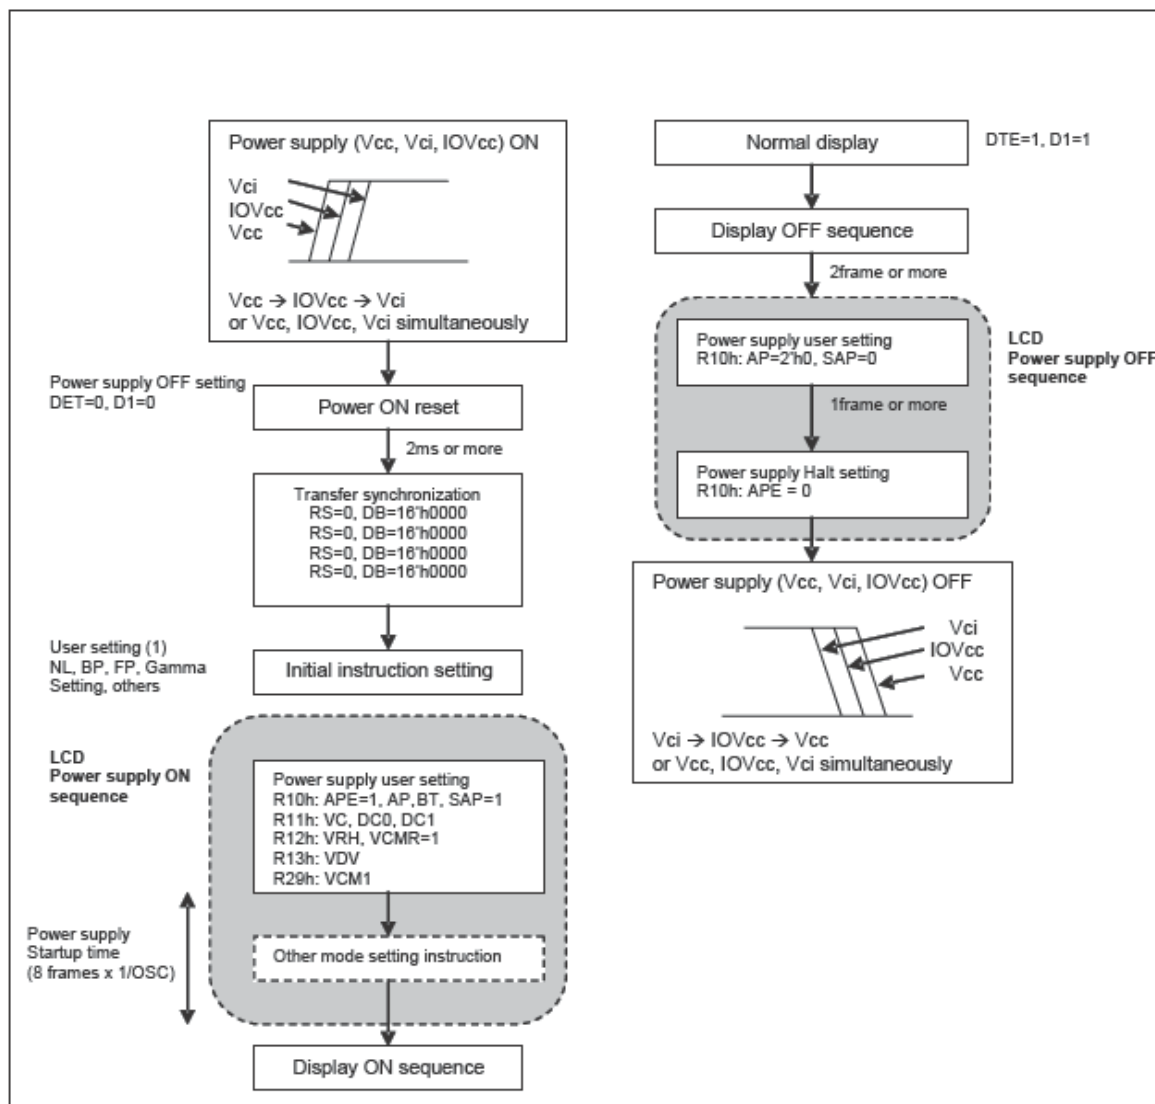 Power supply (Vcc, Vci, IOVcc) ON
Vci
IOVcc
Vcc
Vcc → IOVcc → Vci
or Vcc, IOVcc, Vci simultaneously
Power supply OFF setting
DET=0, D1=0
Power ON reset
2ms or more
Transfer synchronization
RS=0, DB=16"h0000
RS=0, DB=16"h0000
RS=0, DB=16"h0000
RS=0, DB=16"h0000
User setting (1)
NL, BP, FP, Gamma
Setting, others
Initial instruction setting
LCD
Power supply ON
sequence
Power supply user setting
R10h: APE=1, AP,BT, SAP=1
R11h: VC, DC0, DC1
R12h: VRH, VCMR=1
R13h: VDV
R29h: VCM1
Power supply
Startup time
(8 frames x 1/OSC)
Other mode setting instruction
Display ON sequence
Normal display
DTE=1, D1=1
Display OFF sequence
2frame or more
LCD
Power supply OFF
sequence
Power supply user setting
R10h: AP=2'h0, SAP=0
1frame or more
Power supply Halt setting
R10h: APE = 0
Power supply (Vcc, Vci, IOVcc) OFF
Vci
IOVcc
Vcc
Vci → IOVcc → Vcc
or Vcc, IOVcc, Vci simultaneously